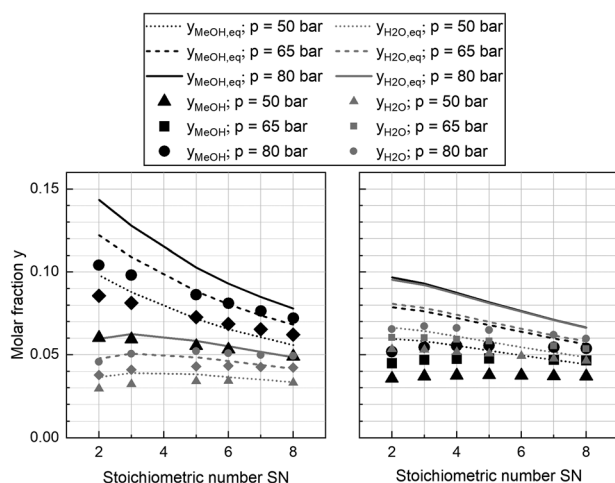 y_MeOH,eq; p = 50 bar y_H2O,eq; p = 50 bar
y_MeOH,eq; p = 65 bar y_H2O,eq; p = 65 bar
y_MeOH,eq; p = 80 bar y_H2O,eq; p = 80 bar
y_MeOH; p = 50 bar y_H2O; p = 50 bar
y_MeOH; p = 65 bar y_H2O; p = 65 bar
y_MeOH; p = 80 bar y_H2O; p = 80 bar
Molar fraction y
0.15
0.10
0.05
0.00
2 4 6 8
2 4 6 8
Stoichiometric number SN
Stoichiometric number SN